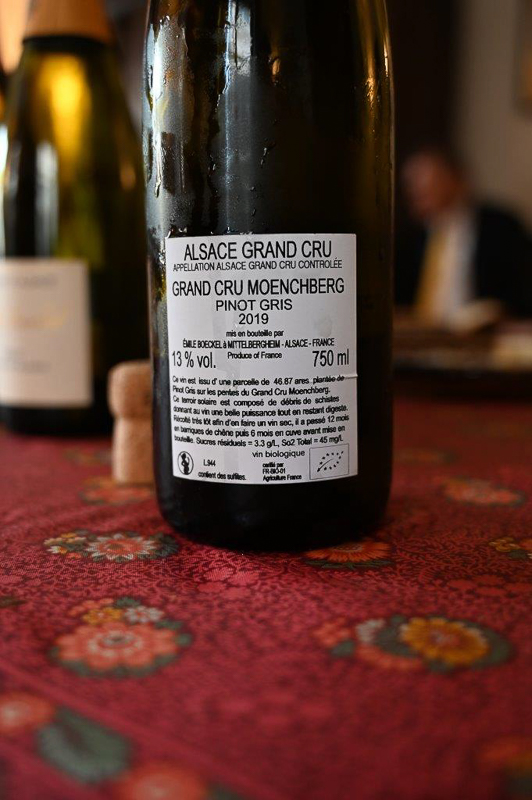 ALSACE GRAND CRU
APPELLATION ALSACE GRAND CRU CONTROLÉE
GRAND CRU MOENCHBERG
PINOT GRIS
2019
mis en bouteille par
ÉMILE BOECKEL à MITTELBERGHEIM - ALSACE - FRANCE
13 % vol. Produce of France 750 ml
Ce vin est issu d' une parcelle de 46.87 ares plantée de
Pinot Gris sur les pentes du Grand Cru Moenchberg.
Ce terroir solaire est composé de débris de schistes
donnant au vin une belle puissance tout en restant digeste.
Récolté très tôt afin d'en faire un vin sec, il a passé 12 mois
en barriques de chêne puis 6 mois en cuve avant mise en
bouteille. Sucres résiduels = 3.3 g/L, So2 Total = 45 mg/L.
vin biologique
L.944
contient des sulfites.
certifié par
FR-BIO-01
Agriculture France